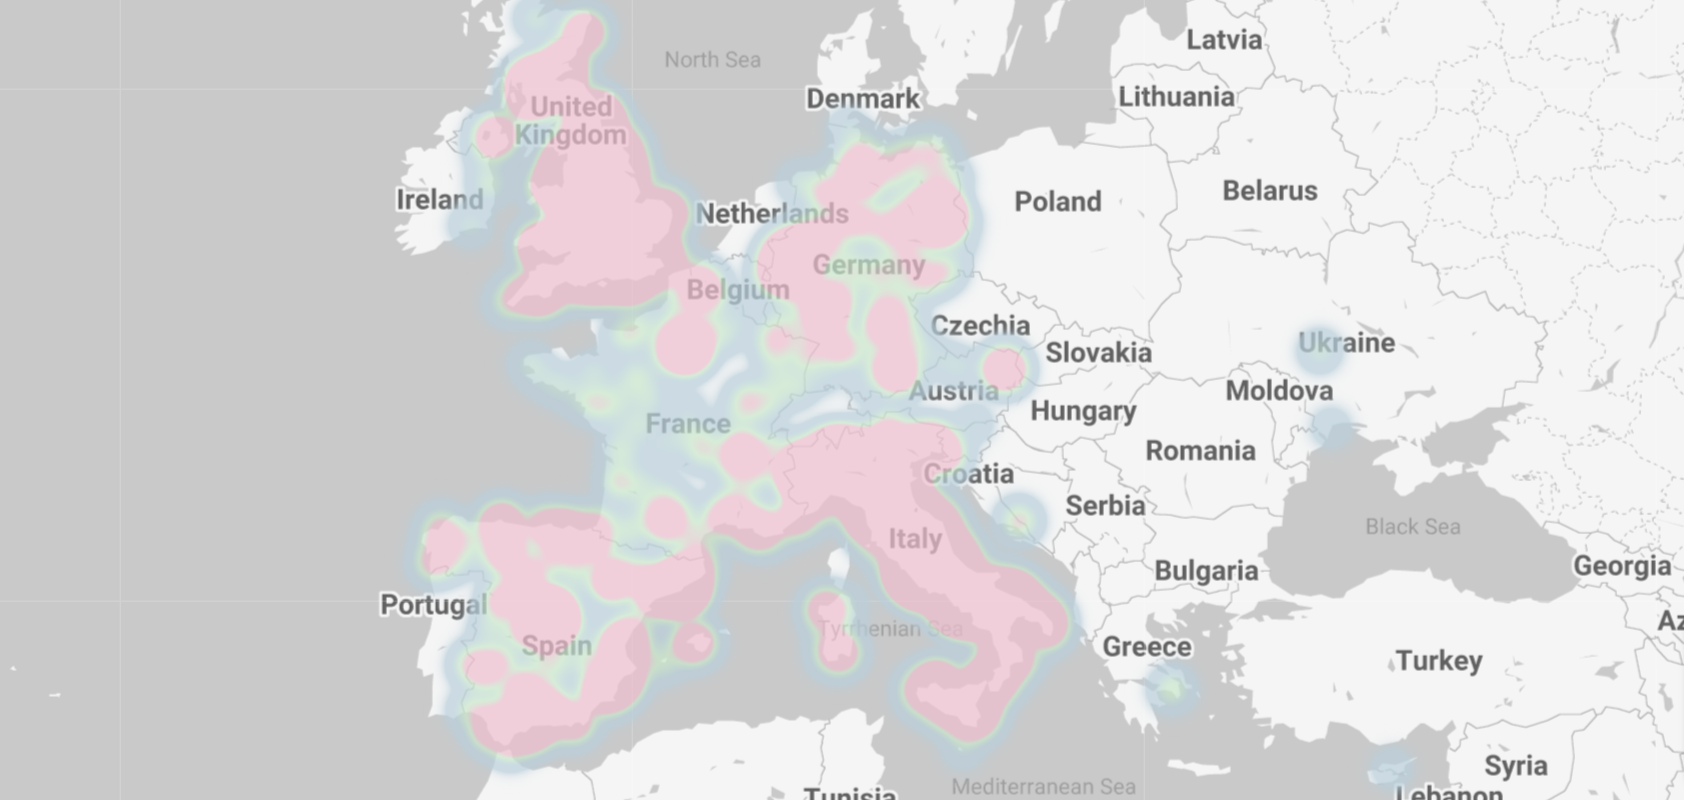 Latvia
North Sea
Denmark
Lithuania
United
Kingdom
Ireland
Netherlands
Poland
Belarus
Germany
Belgium
Czechia
Slovakia
Ukraine
Austria
Moldova
Hungary
France
Romania
Croatia
Serbia
Black Sea
Italy
Bulgaria
Georgia
Portugal
Tyrrhenian Sea
Az
Spain
Greece
Turkey
Syria
Mediterranean Sea
Tunisia
Lebanon